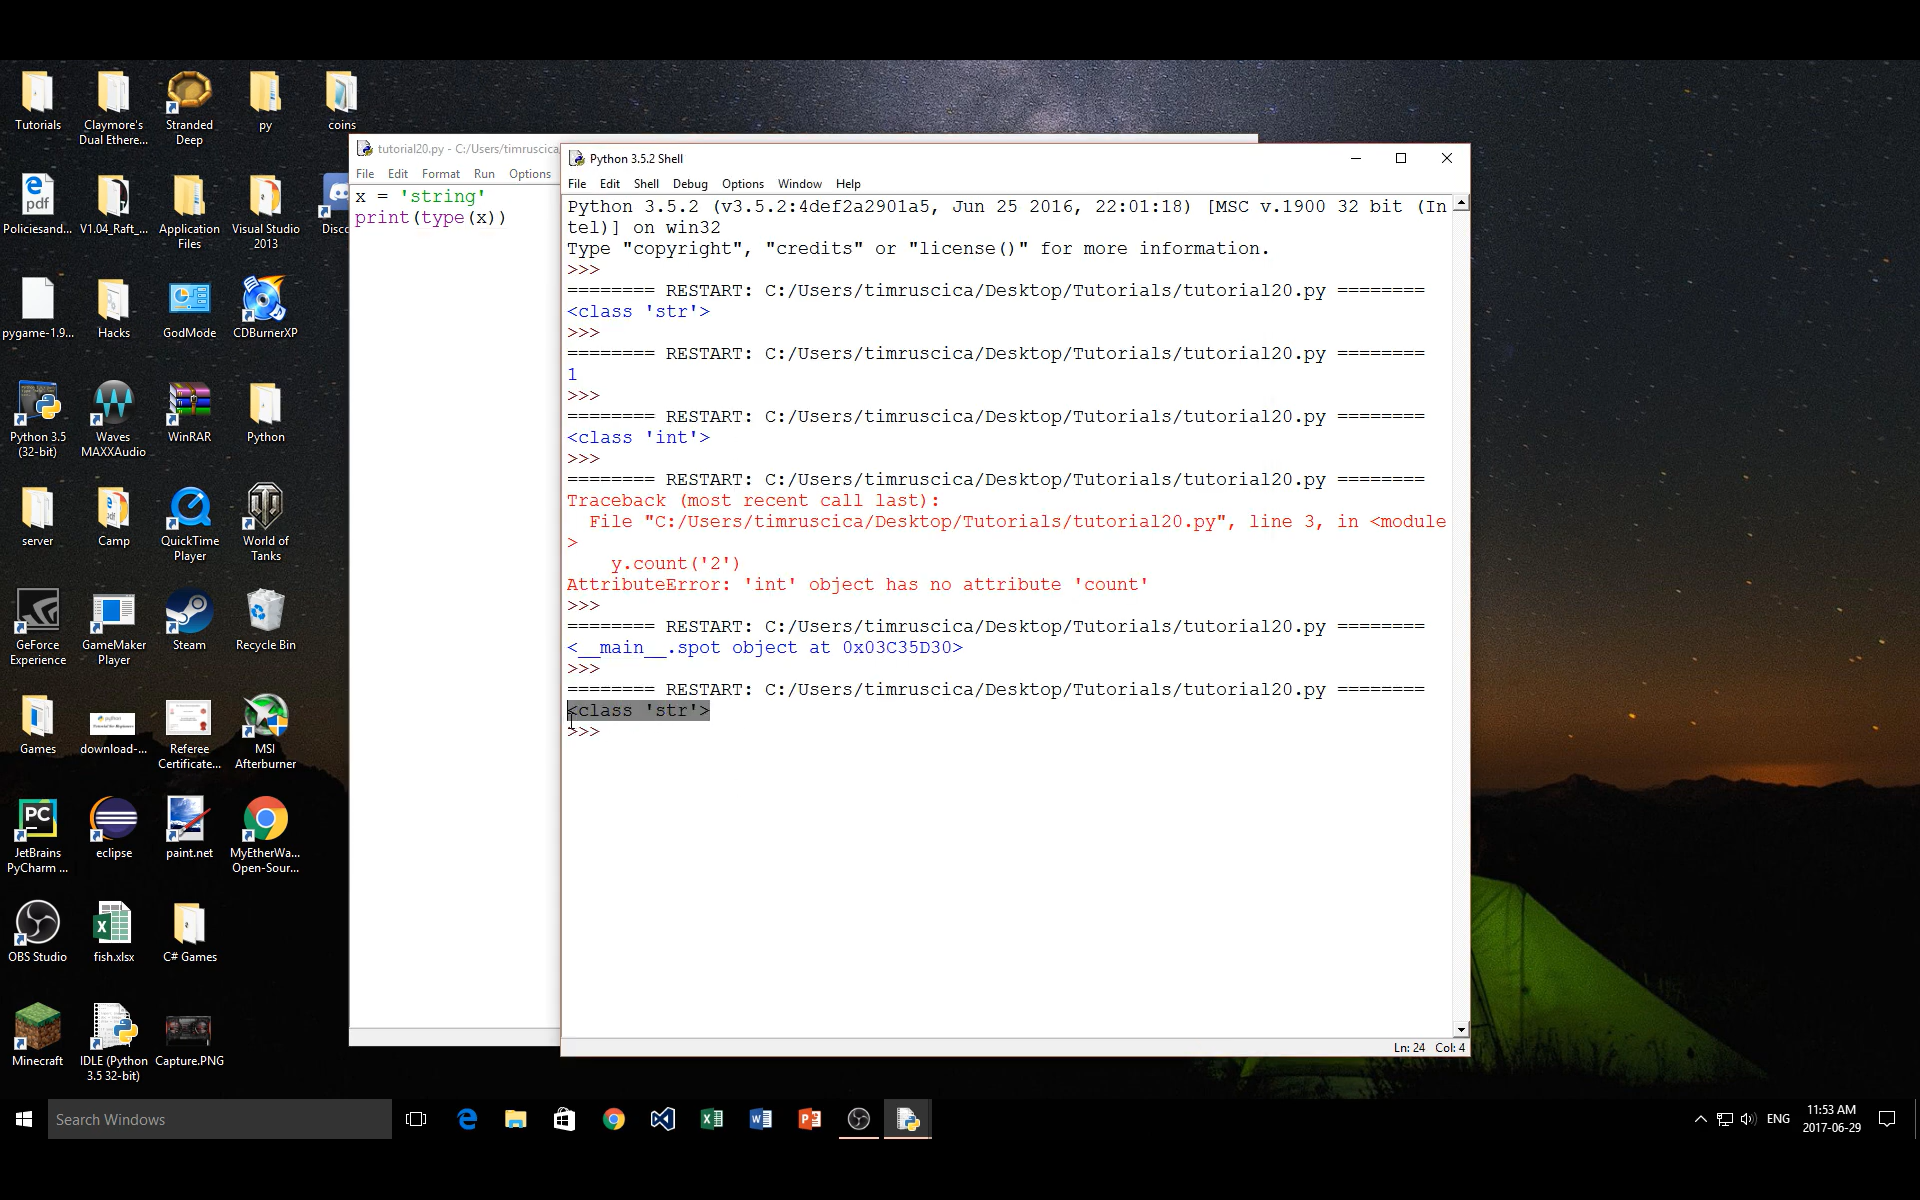 Tutorials
Claymore's
Dual Ethere...
Stranded
Deep
py
coins
Policiesand...
V1.04_Raft_...
Application
Files
Visual Studio
2013
Disco
pygame-1.9...
Hacks
GodMode
CDBurnerXP
Python 3.5
(32-bit)
Waves
MAXXAudio
WinRAR
Python
server
Camp
QuickTime
Player
World of
Tanks
GeForce
Experience
GameMaker
Player
Steam
Recycle Bin
Games
download-...
Referee
Certificate...
MSI
Afterburner
JetBrains
PyCharm ...
eclipse
paint.net
MyEtherWa...
Open-Sour...
OBS Studio
fish.xlsx
C# Games
Minecraft
IDLE (Python
3.5 32-bit)
Capture.PNG
tutorial20.py - C:/Users/timruscica
File Edit Format Run Options
x = 'string'
print(type(x))
Python 3.5.2 Shell
File Edit Shell Debug Options Window Help
Python 3.5.2 (v3.5.2:4def2a2901a5, Jun 25 2016, 22:01:18) [MSC v.1900 32 bit (In
tel)] on win32
Type "copyright", "credits" or "license()" for more information.
>>>
======== RESTART: C:/Users/timruscica/Desktop/Tutorials/tutorial20.py ========
<class 'str'>
>>>
======== RESTART: C:/Users/timruscica/Desktop/Tutorials/tutorial20.py ========
1
>>>
======== RESTART: C:/Users/timruscica/Desktop/Tutorials/tutorial20.py ========
<class 'int'>
>>>
======== RESTART: C:/Users/timruscica/Desktop/Tutorials/tutorial20.py ========
Traceback (most recent call last):
  File "C:/Users/timruscica/Desktop/Tutorials/tutorial20.py", line 3, in <module
>
    y.count('2')
AttributeError: 'int' object has no attribute 'count'
>>>
======== RESTART: C:/Users/timruscica/Desktop/Tutorials/tutorial20.py ========
<__main__.spot object at 0x03C35D30>
>>>
======== RESTART: C:/Users/timruscica/Desktop/Tutorials/tutorial20.py ========
<class 'str'>
>>>
Ln: 24 Col: 4
Search Windows
ENG
11:53 AM
2017-06-29